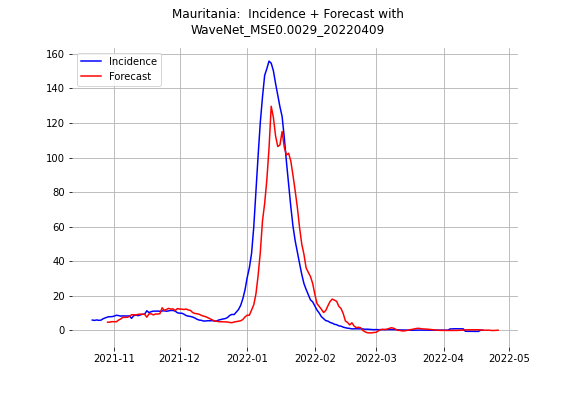 Mauritania:  Incidence + Forecast with
WaveNet_MSE0.0029_20220409
Incidence
Forecast
160
140
120
100
80
60
40
20
0
2021-11 2021-12 2022-01 2022-02 2022-03 2022-04 2022-05